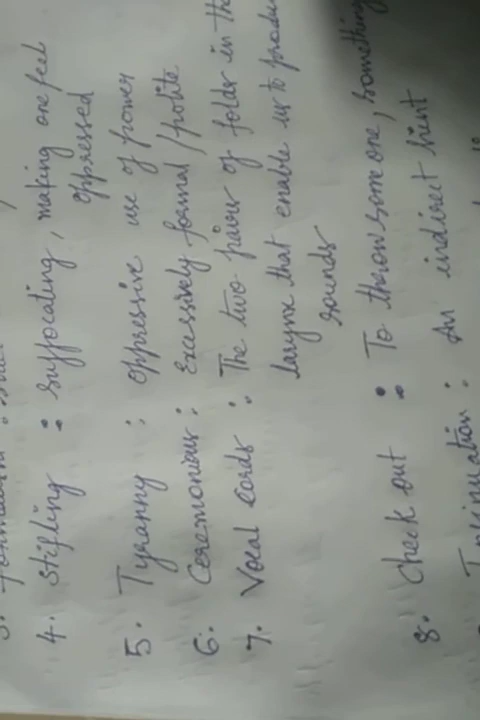 4. Stifling : suffocating, making one feel
oppressed
5. Tyranny : oppressive use of power
6. Ceremonious : Excessively formal / polite
7. Vocal cords : The two pairs of folds in the
larynx that enable us to produ
sounds
8. Check out : To throw some one, something
Insinuation : An indirect hint